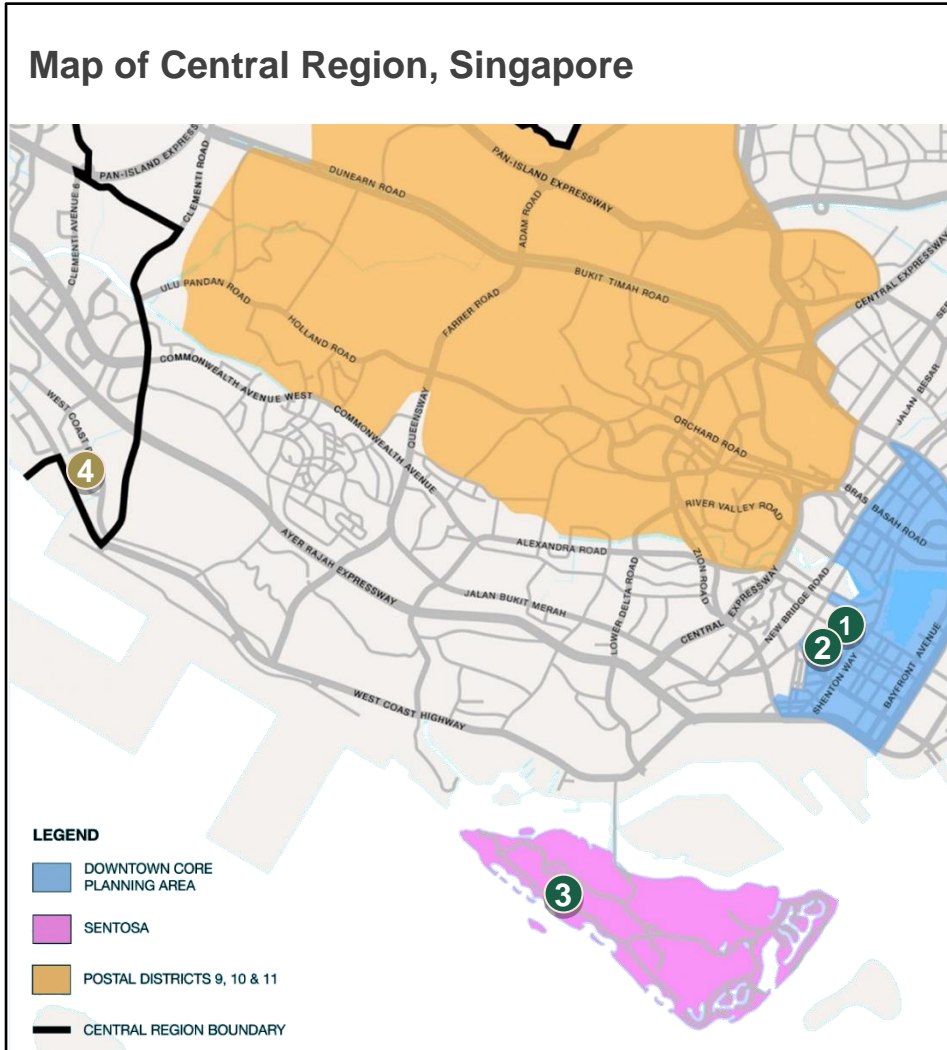 Map of Central Region, Singapore
PAN-ISLAND EXPRESS
CLEMENTI AVENUE 6
CLEMENTI ROAD
DUNEARN ROAD
PAN-ISLAND EXPRESSWAY
ADAM ROAD
BUKIT TIMAH ROAD
CENTRAL EXPRESSWAY
ULU PANDAN ROAD
HOLLAND ROAD
FARRER ROAD
JALAN BESAR
SE
COMMONWEALTH AVENUE WEST
COMMONWEALTH AVENUE
QUEENSWAY
ORCHARD ROAD
WEST COAST
4
RIVER VALLEY ROAD
BRAS BASAH ROAD
AYER RAJAH EXPRESSWAY
ALEXANDRA ROAD
ZION ROAD
JALAN BUKIT MERAH
LOWER DELTA ROAD
CENTRAL EXPRESSWAY
NEW BRIDGE ROAD
1
2
SHENTON WAY
BAYFRONT AVENUE
WEST COAST HIGHWAY
3
LEGEND
DOWNTOWN CORE
PLANNING AREA
SENTOSA
POSTAL DISTRICTS 9, 10 & 11
CENTRAL REGION BOUNDARY